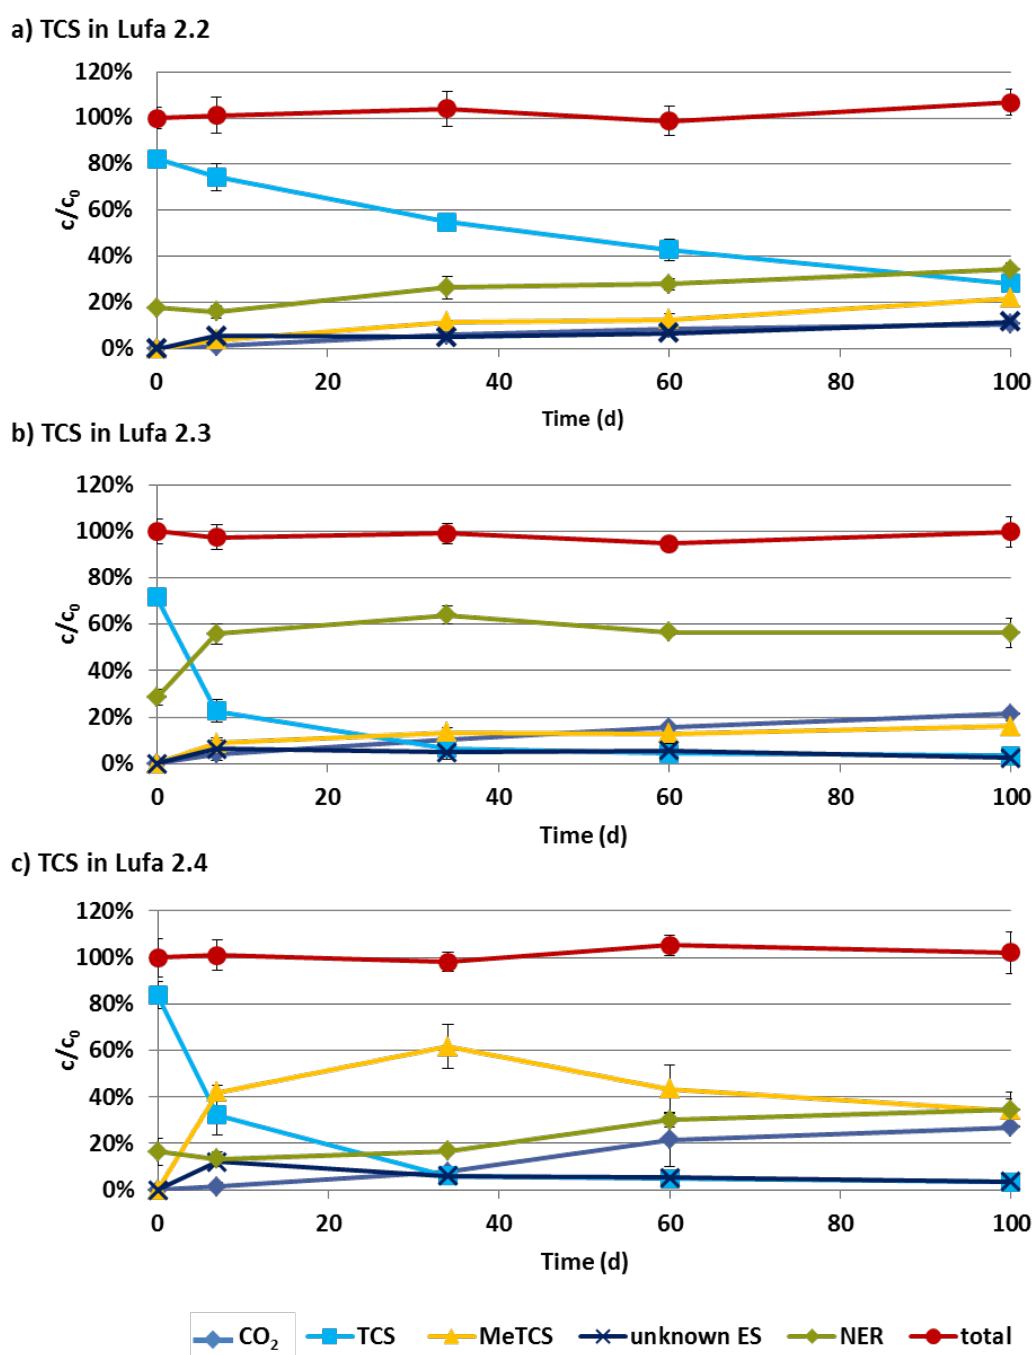 a) TCS in Lufa 2.2
120%
100%
80%
60%
40%
20%
0%
c/c₀
0 20 40 60 80 100
Time (d)
b) TCS in Lufa 2.3
120%
100%
80%
60%
40%
20%
0%
c/c₀
0 20 40 60 80 100
Time (d)
c) TCS in Lufa 2.4
120%
100%
80%
60%
40%
20%
0%
c/c₀
0 20 40 60 80 100
Time (d)
CO₂ TCS MeTCS unknown ES NER total